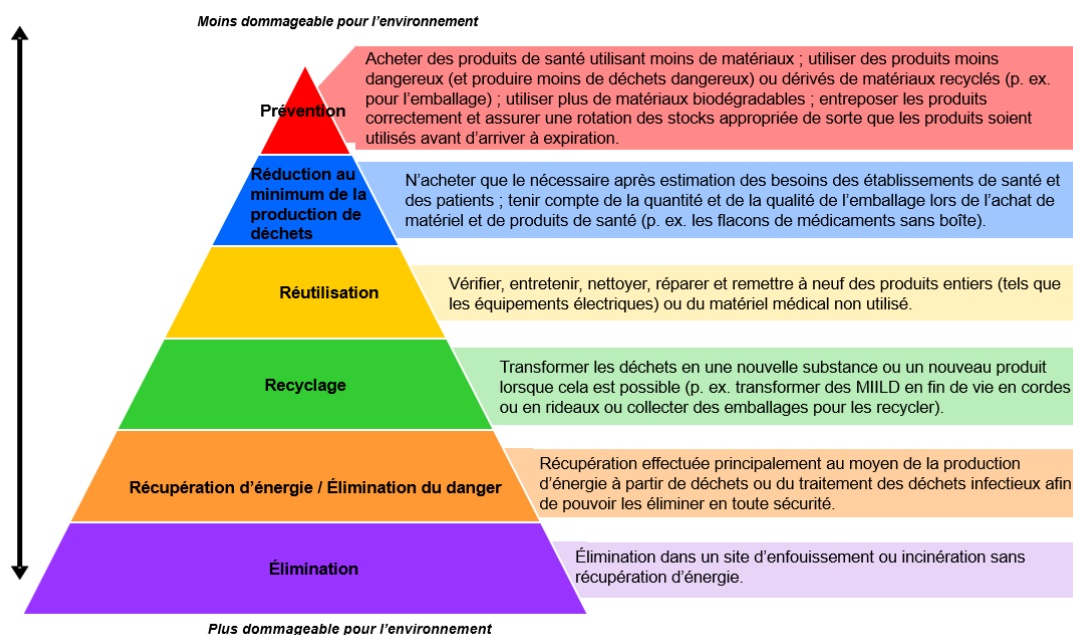 Moins dommageable pour l’environnement
Acheter des produits de santé utilisant moins de matériaux ; utiliser des produits moins
dangereux (et produire moins de déchets dangereux) ou dérivés de matériaux recyclés (p. ex.
pour l’emballage) ; utiliser plus de matériaux biodégradables ; entreposer les produits
correctement et assurer une rotation des stocks appropriée de sorte que les produits soient
utilisés avant d’arriver à expiration.
Prévention
Réduction au
minimum de la
production de
déchets
N’acheter que le nécessaire après estimation des besoins des établissements de santé et
des patients ; tenir compte de la quantité et de la qualité de l’emballage lors de l’achat de
matériel et de produits de santé (p. ex. les flacons de médicaments sans boîte).
Réutilisation
Vérifier, entretenir, nettoyer, réparer et remettre à neuf des produits entiers (tels que
les équipements électriques) ou du matériel médical non utilisé.
Recyclage
Transformer les déchets en une nouvelle substance ou un nouveau produit
lorsque cela est possible (p. ex. transformer des MIILD en fin de vie en cordes
ou en rideaux ou collecter des emballages pour les recycler).
Récupération d’énergie / Élimination du danger
Récupération effectuée principalement au moyen de la production
d’énergie à partir de déchets ou du traitement des déchets infectieux afin
de pouvoir les éliminer en toute sécurité.
Élimination
Élimination dans un site d’enfouissement ou incinération sans
récupération d’énergie.
Plus dommageable pour l’environnement